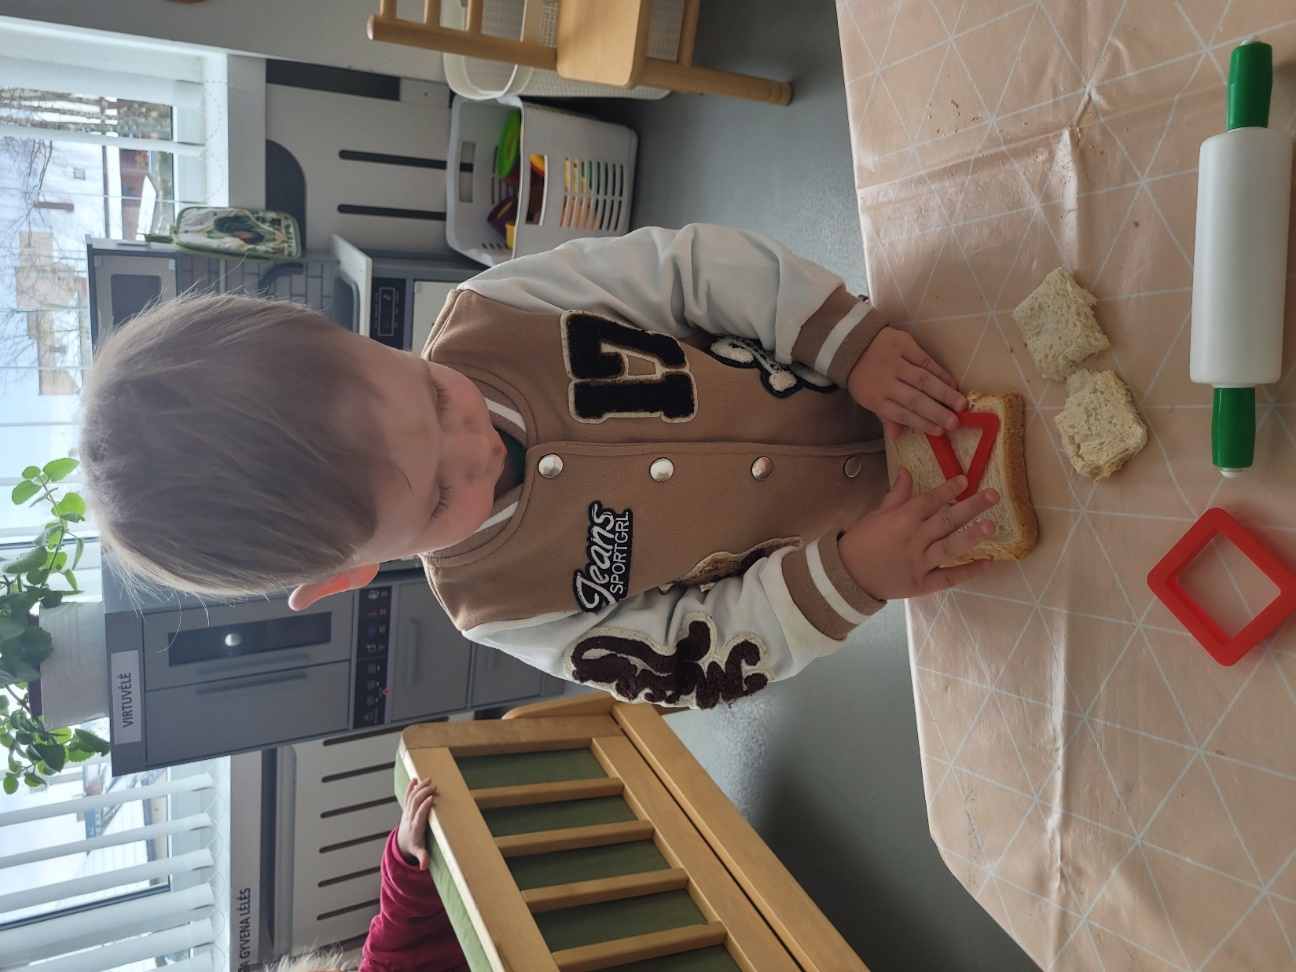 VIRTUVĖLĖ
A GYVENA LĖLĖS
17
Jeans
SPORTGRL